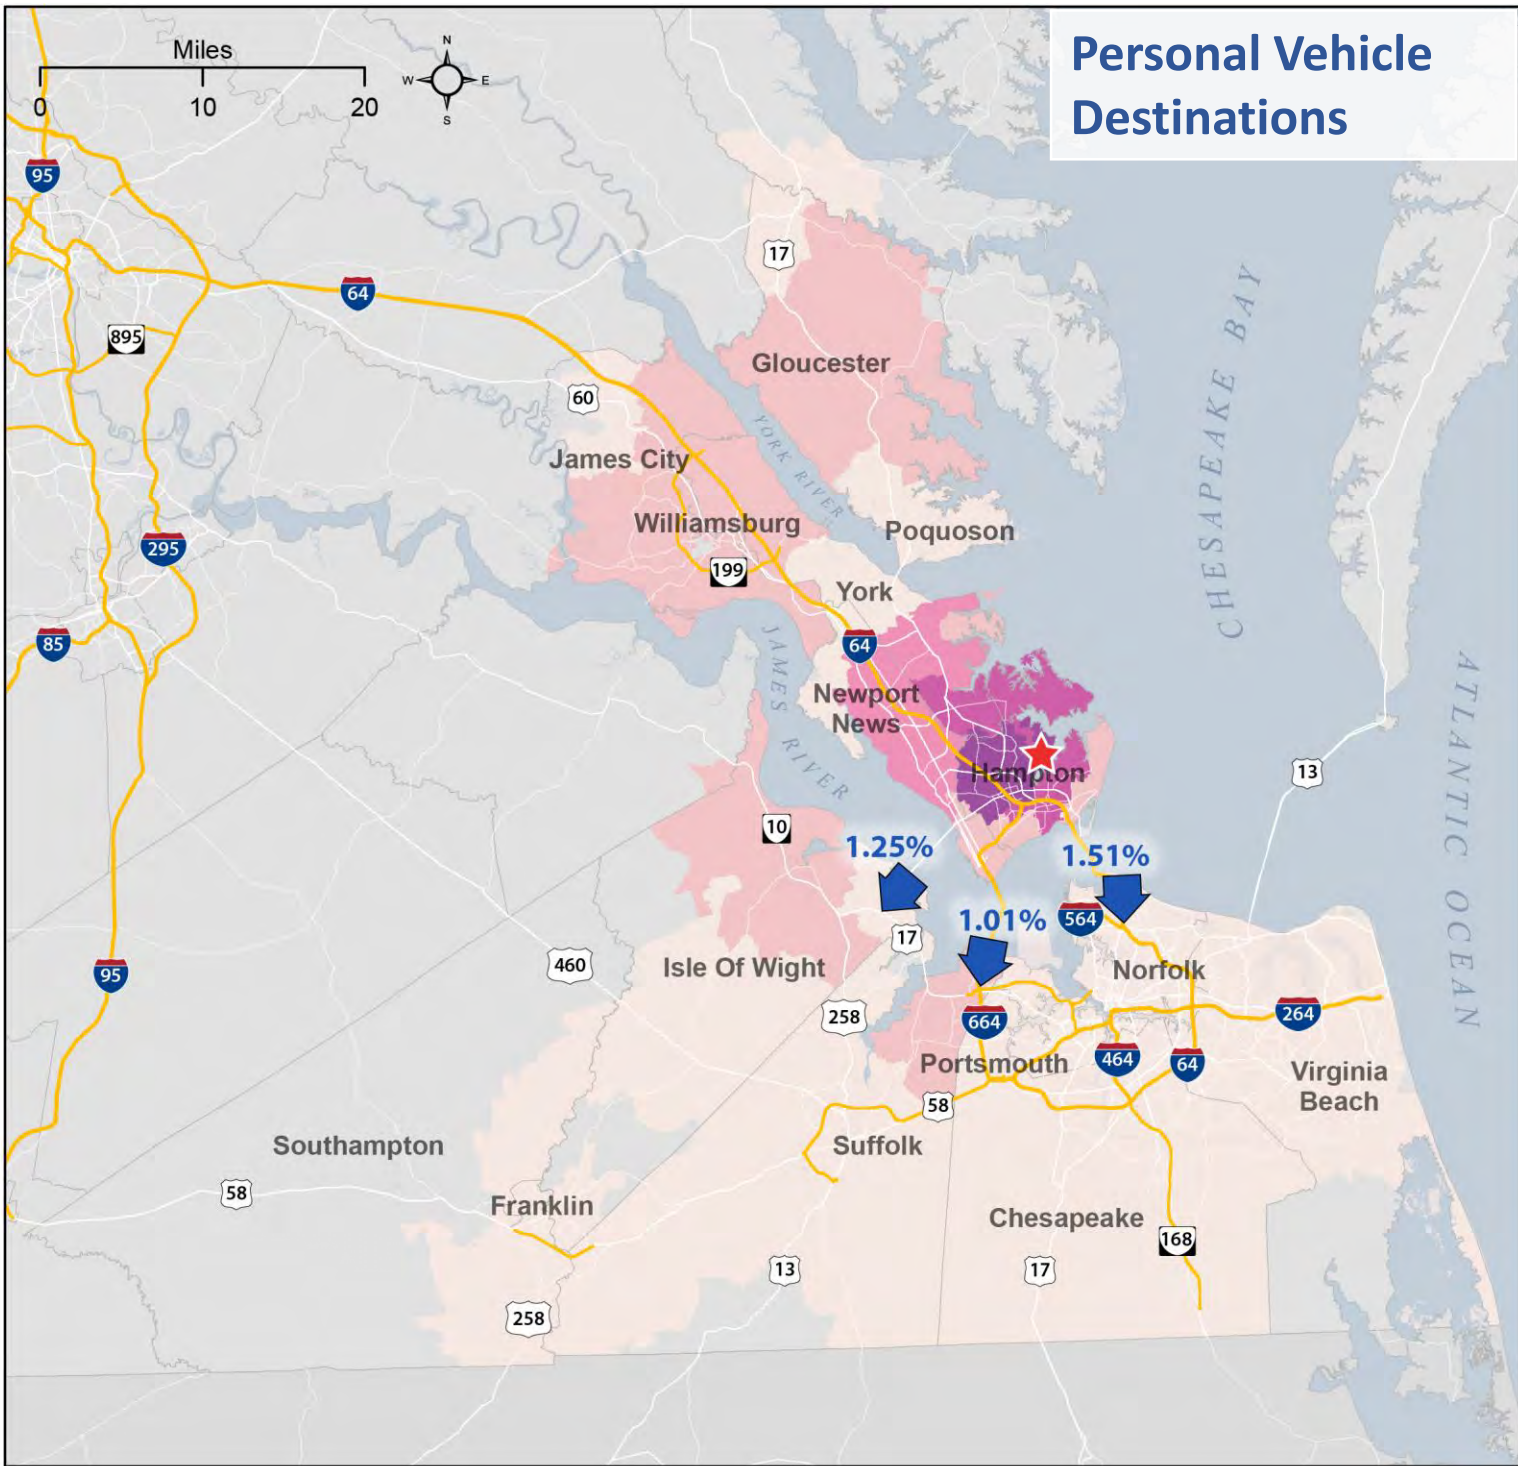 Personal Vehicle
Destinations
Miles
0 10 20
N
W E
S
95
64
895
17
60
Gloucester
YORK RIVER
CHESAPEAKE BAY
James City
Williamsburg
Poquoson
295
199
York
85
64
JAMES RIVER
Newport
News
Hampton
ATLANTIC OCEAN
13
10
1.25%
1.51%
1.01%
564
17
95
460
Isle Of Wight
Norfolk
258
664
264
Portsmouth
464
64
Virginia
Beach
58
Southampton
Suffolk
58
Franklin
Chesapeake
168
13
17
258